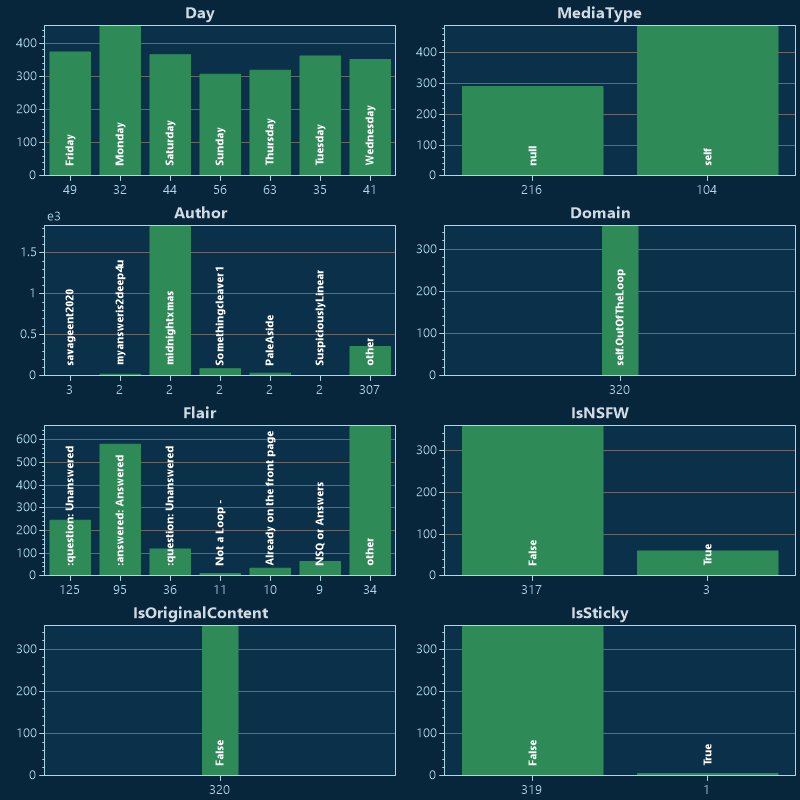 Day
400
300
200
100
0
Friday
Monday
Saturday
Sunday
Thursday
Tuesday
Wednesday
49 32 44 56 63 35 41
MediaType
400
300
200
100
0
null
self
216 104
Author
1e3
1.5
1
0.5
0
savageent2020
myansweris2deep4u
midnightxmas
Somethingcleaver1
PaleAside
SuspiciouslyLinear
other
3 2 2 2 2 2 307
Domain
300
200
100
0
self.OutOfTheLoop
320
Flair
600
500
400
300
200
100
0
:question: Unanswered
:answered: Answered
:question: Unanswered
Not a Loop -
Already on the front page
NSQ or Answers
other
125 95 36 11 10 9 34
IsNSFW
300
200
100
0
False
True
317 3
IsOriginalContent
300
200
100
0
False
320
IsSticky
300
200
100
0
False
True
319 1